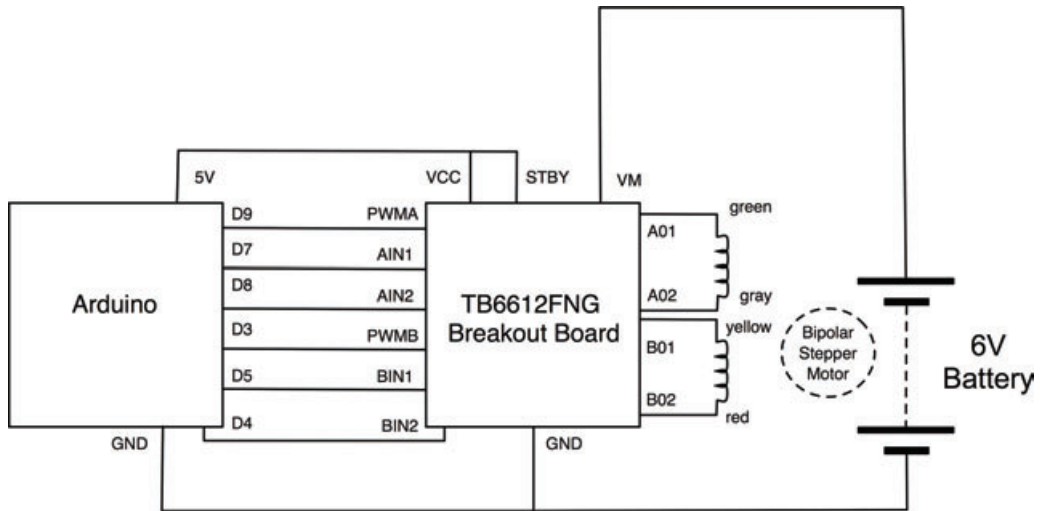 5V
VCC
STBY
VM
D9
PWMA
D7
AIN1
D8
AIN2
D3
PWMB
D5
BIN1
D4
BIN2
GND
GND
Arduino
TB6612FNG
Breakout Board
A01
A02
B01
B02
green
gray
yellow
red
Bipolar
Stepper
Motor
6V
Battery